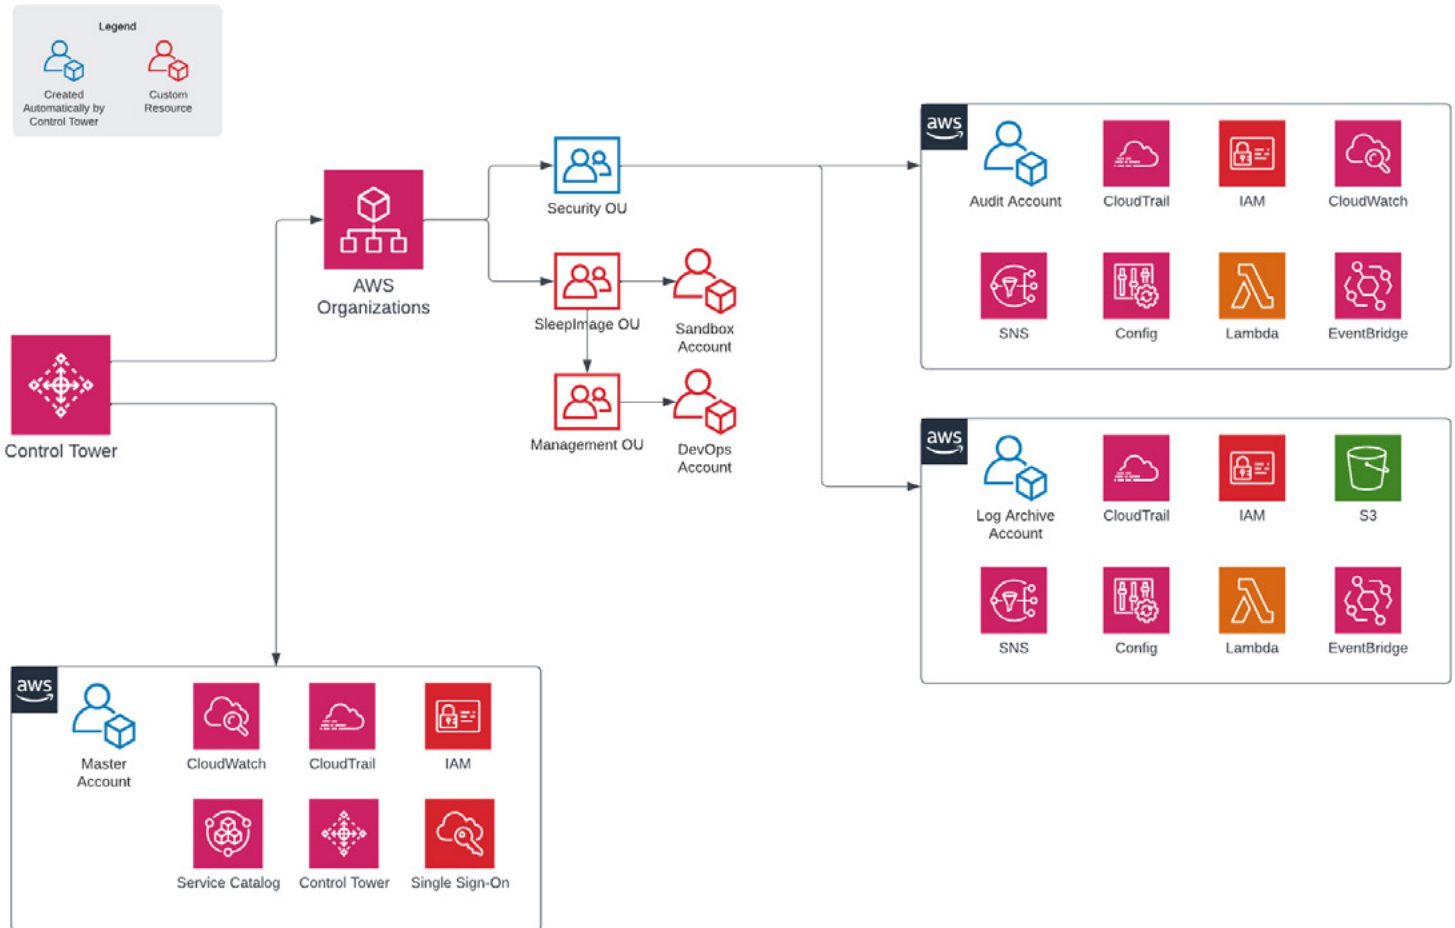 Legend
Created
Automatically by
Control Tower
Custom
Resource
aws
Audit Account
CloudTrail
IAM
CloudWatch
SNS
Config
Lambda
EventBridge
Security OU
AWS
Organizations
SleepImage OU
Sandbox
Account
Management OU
DevOps
Account
Control Tower
aws
Log Archive
Account
CloudTrail
IAM
S3
SNS
Config
Lambda
EventBridge
aws
Master
Account
CloudWatch
CloudTrail
IAM
Service Catalog
Control Tower
Single Sign-On